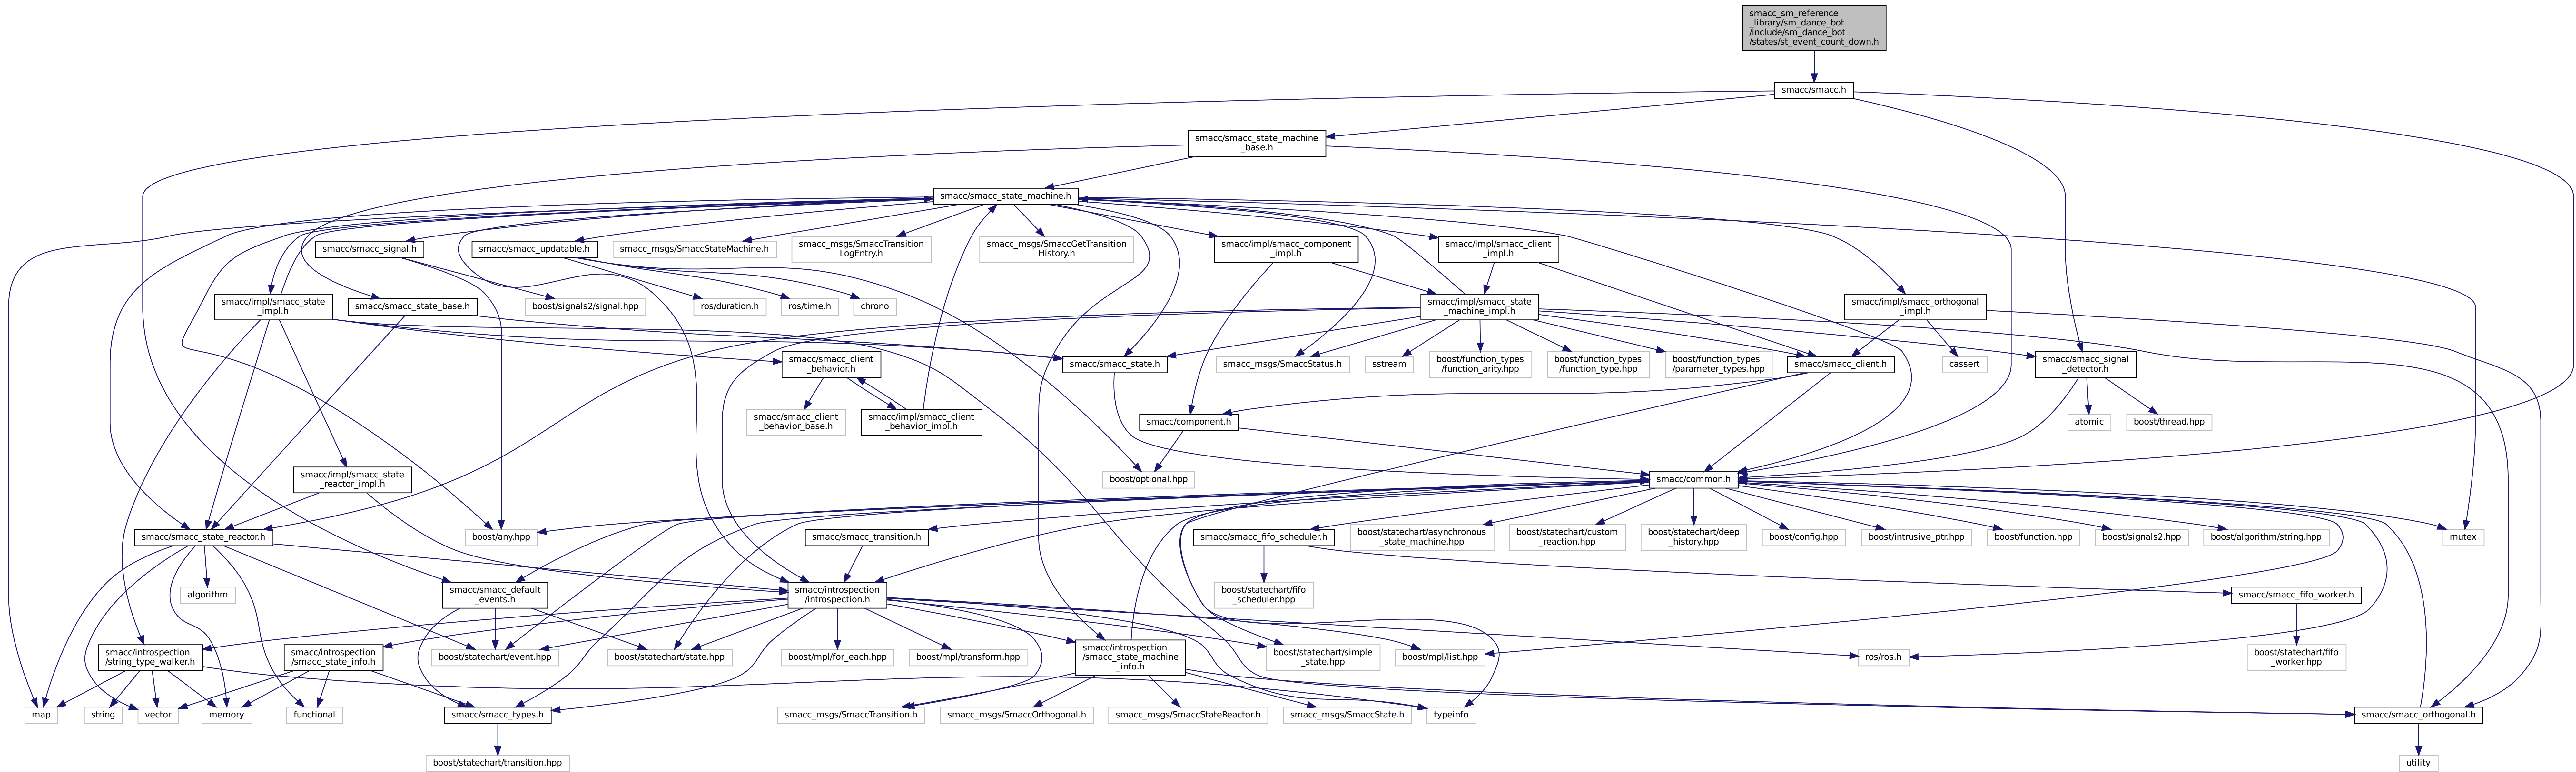 smacc_sm_reference
_library/sm_dance_bot
/include/sm_dance_bot
/states/st_event_count_down.h
smacc/smacc.h
smacc/smacc_state_machine
_base.h
smacc/smacc_state_machine.h
smacc/smacc_signal.h
smacc/smacc_updatable.h
smacc_msgs/SmaccStateMachine.h
smacc_msgs/SmaccTransition
LogEntry.h
smacc_msgs/SmaccGetTransition
History.h
smacc/impl/smacc_component
_impl.h
smacc/impl/smacc_client
_impl.h
smacc/impl/smacc_state
_impl.h
smacc/smacc_state_base.h
boost/signals2/signal.hpp
ros/duration.h
ros/time.h
chrono
smacc/impl/smacc_state
_machine_impl.h
smacc/impl/smacc_orthogonal
_impl.h
smacc/smacc_client
_behavior.h
smacc/smacc_state.h
smacc_msgs/SmaccStatus.h
sstream
boost/function_types
/function_arity.hpp
boost/function_types
/function_type.hpp
boost/function_types
/parameter_types.hpp
smacc/smacc_client.h
cassert
smacc/smacc_signal
_detector.h
smacc/smacc_client
_behavior_base.h
smacc/impl/smacc_client
_behavior_impl.h
smacc/component.h
atomic
boost/thread.hpp
smacc/impl/smacc_state
_reactor_impl.h
boost/optional.hpp
smacc/common.h
smacc/smacc_state_reactor.h
boost/any.hpp
smacc/smacc_transition.h
smacc/smacc_fifo_scheduler.h
boost/statechart/asynchronous
_state_machine.hpp
boost/statechart/custom
_reaction.hpp
boost/statechart/deep
_history.hpp
boost/config.hpp
boost/intrusive_ptr.hpp
boost/function.hpp
boost/signals2.hpp
boost/algorithm/string.hpp
mutex
algorithm
smacc/smacc_default
_events.h
smacc/introspection
/introspection.h
boost/statechart/fifo
_scheduler.hpp
smacc/smacc_fifo_worker.h
smacc/introspection
/string_type_walker.h
smacc/introspection
/smacc_state_info.h
boost/statechart/event.hpp
boost/statechart/state.hpp
boost/mpl/for_each.hpp
boost/mpl/transform.hpp
smacc/introspection
/smacc_state_machine
_info.h
boost/statechart/simple
_state.hpp
boost/mpl/list.hpp
ros/ros.h
boost/statechart/fifo
_worker.hpp
map
string
vector
memory
functional
smacc/smacc_types.h
smacc_msgs/SmaccTransition.h
smacc_msgs/SmaccOrthogonal.h
smacc_msgs/SmaccStateReactor.h
smacc_msgs/SmaccState.h
typeinfo
smacc/smacc_orthogonal.h
boost/statechart/transition.hpp
utility